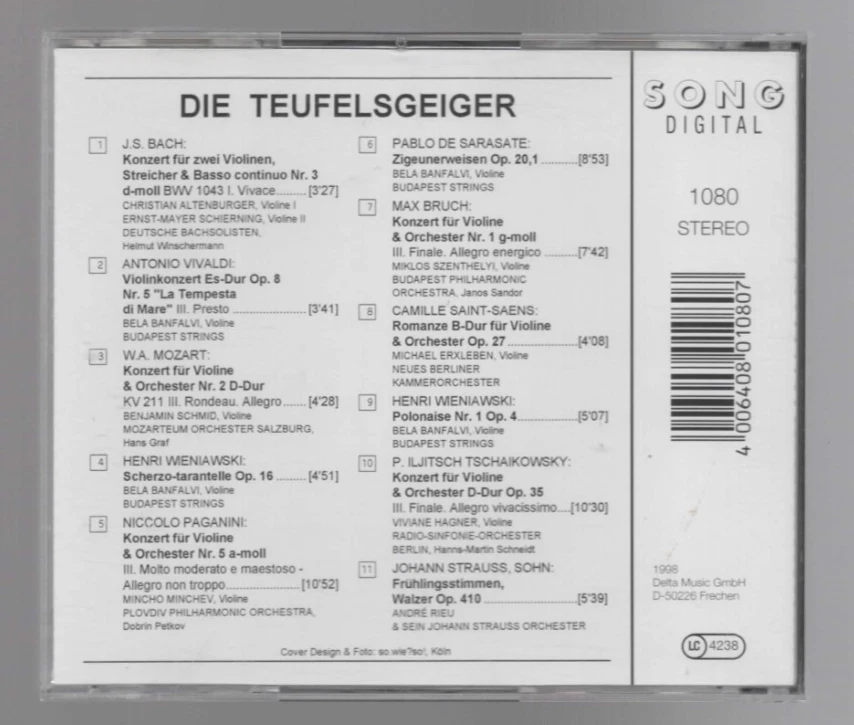 DIE TEUFELSGEIGER
1 J.S. BACH:
Konzert für zwei Violinen,
Streicher & Basso continuo Nr. 3
d-moll BWV 1043 I. Vivace.........[3'27]
CHRISTIAN ALTENBURGER, Violine I
ERNST-MAYER SCHIERNING, Violine II
DEUTSCHE BACHSOLISTEN,
Helmut Winschermann
2 ANTONIO VIVALDI:
Violinkonzert Es-Dur Op. 8
Nr. 5 "La Tempesta
di Mare" III. Presto ......................[3'41]
BELA BANFALVI, Violine
BUDAPEST STRINGS
3 W.A. MOZART:
Konzert für Violine
& Orchester Nr. 2 D-Dur
KV 211 III. Rondeau. Allegro.......[4'28]
BENJAMIN SCHMID, Violine
MOZARTEUM ORCHESTER SALZBURG,
Hans Graf
4 HENRI WIENIAWSKI:
Scherzo-tarantelle Op. 16 .........[4'51]
BELA BANFALVI, Violine
BUDAPEST STRINGS
5 NICCOLO PAGANINI:
Konzert für Violine
& Orchester Nr. 5 a-moll
III. Molto moderato e maestoso -
Allegro non troppo......................[10'52]
MINCHO MINCHEV, Violine
PLOVDIV PHILHARMONIC ORCHESTRA,
Dobrin Petkov
6 PABLO DE SARASATE:
Zigeunerweisen Op. 20,1 ...........[8'53]
BELA BANFALVI, Violine
BUDAPEST STRINGS
7 MAX BRUCH:
Konzert für Violine
& Orchester Nr. 1 g-moll
III. Finale. Allegro energico ..........[7'42]
MIKLOS SZENTHELYI, Violine
BUDAPEST PHILHARMONIC
ORCHESTRA, Janos Sandor
8 CAMILLE SAINT-SAENS:
Romanze B-Dur für Violine
& Orchester Op. 27 ......................[4'08]
MICHAEL ERXLEBEN, Violine
NEUES BERLINER
KAMMERORCHESTER
9 HENRI WIENIAWSKI:
Polonaise Nr. 1 Op. 4..................[5'07]
BELA BANFALVI, Violine
BUDAPEST STRINGS
10 P. ILJITSCH TSCHAIKOWSKY:
Konzert für Violine
& Orchester D-Dur Op. 35
III. Finale. Allegro vivacissimo....[10'30]
VIVIANE HAGNER, Violine
RADIO-SINFONIE-ORCHESTER
BERLIN, Hanns-Martin Schneidt
11 JOHANN STRAUSS, SOHN:
Frühlingsstimmen,
Walzer Op. 410 ............................[5'39]
ANDRÉ RIEU
& SEIN JOHANN STRAUSS ORCHESTER
Cover Design & Foto: so.wie?so!, Köln
SONG
DIGITAL
1080
STEREO
4 006408 010807
1998
Delta Music GmbH
D-50226 Frechen
LC 4238